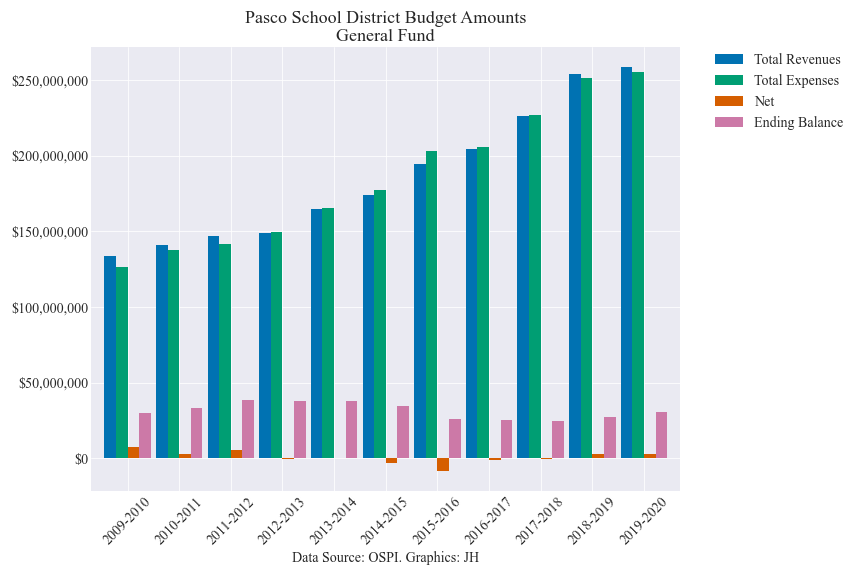 Pasco School District Budget Amounts
General Fund
Total Revenues
Total Expenses
Net
Ending Balance
$250,000,000
$200,000,000
$150,000,000
$100,000,000
$50,000,000
$0
2009-2010
2010-2011
2011-2012
2012-2013
2013-2014
2014-2015
2015-2016
2016-2017
2017-2018
2018-2019
2019-2020
Data Source: OSPI. Graphics: JH